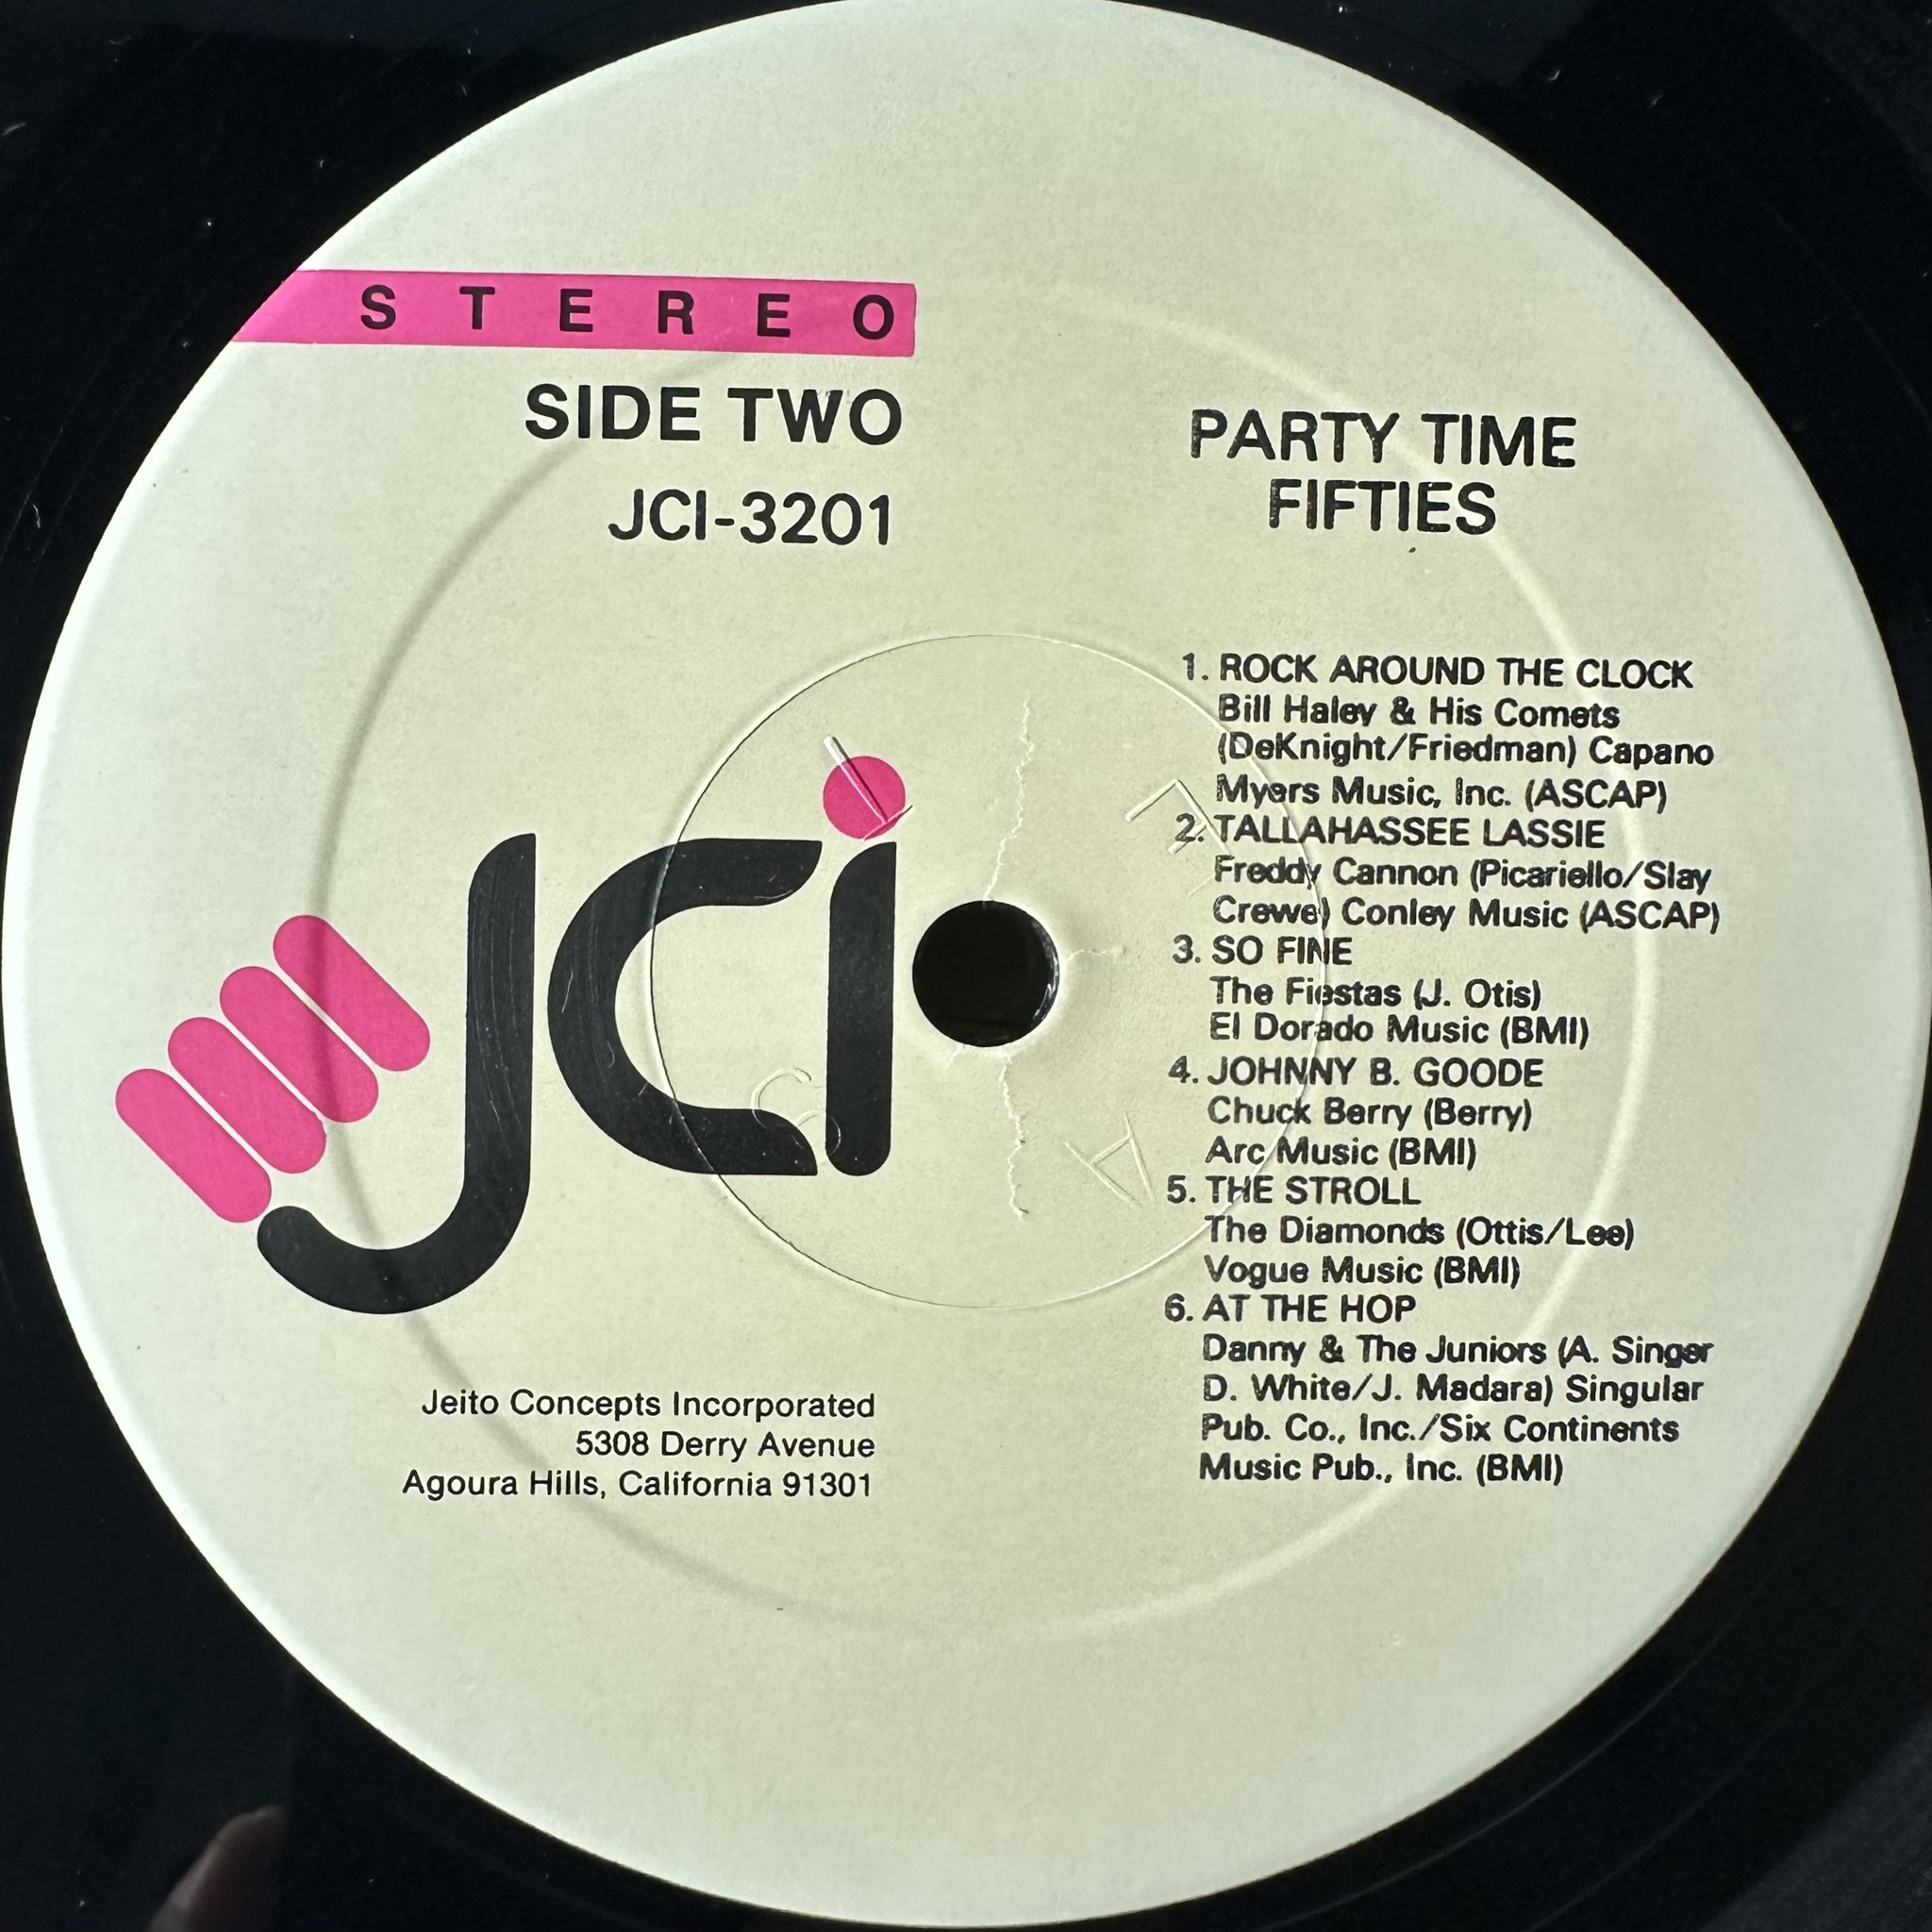 STEREO
SIDE TWO
JCI-3201
PARTY TIME
FIFTIES
1. ROCK AROUND THE CLOCK
Bill Haley & His Comets
(DeKnight/Friedman) Capano
Myers Music, Inc. (ASCAP)
2. TALLAHASSEE LASSIE
Freddy Cannon (Picariello/Slay
Crewe) Conley Music (ASCAP)
3. SO FINE
The Fiestas (J. Otis)
El Dorado Music (BMI)
4. JOHNNY B. GOODE
Chuck Berry (Berry)
Arc Music (BMI)
5. THE STROLL
The Diamonds (Ottis/Lee)
Vogue Music (BMI)
6. AT THE HOP
Danny & The Juniors (A. Singer
D. White/J. Madara) Singular
Pub. Co., Inc./Six Continents
Music Pub., Inc. (BMI)
JCi
Jeito Concepts Incorporated
5308 Derry Avenue
Agoura Hills, California 91301